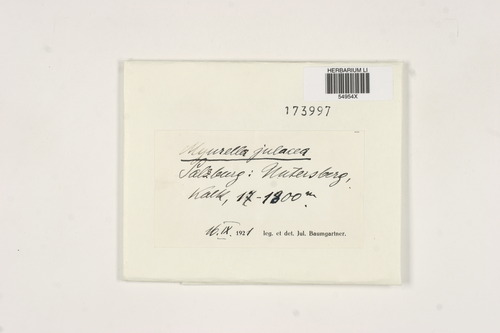 HERBARIUM LI
54954X
173997
Myurella julacea
Salzburg: Untersberg,
Kalk, 17-1800 m.
16.IX.1921 leg. et det. Jul. Baumgartner.